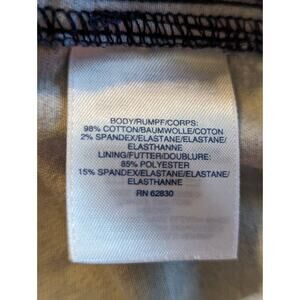 BODY/RUMPF/CORPS:
98% COTTON/BAUMWOLLE/COTON
2% SPANDEX/ELASTANE/ELASTANE/
ELASTHANNE
LINING/FUTTER/DOUBLURE:
85% POLYESTER
15% SPANDEX/ELASTANE/ELASTANE/
ELASTHANNE
RN 62830